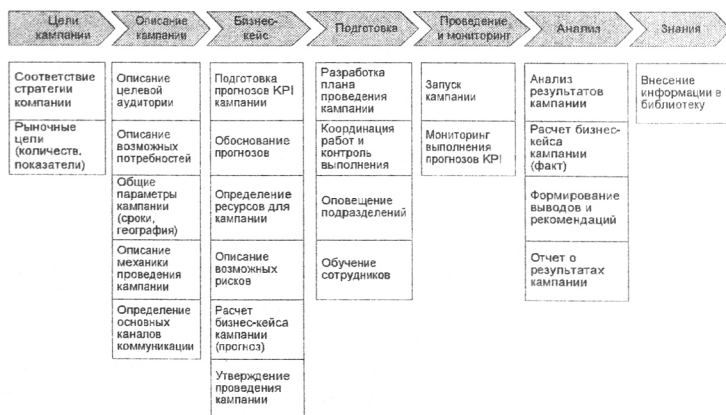 Цели
кампании
Описание
кампании
Бизнес-
кейс
Подготовка
Проведение
и мониторинг
Анализ
Знания
Соответствие
стратегии
компании
Рыночные
цели
(количеств.
показатели)
Описание
целевой
аудитории
Описание
возможных
потребностей
Общие
параметры
кампании
(сроки,
география)
Описание
механики
проведения
кампании
Определение
основных
каналов
коммуникации
Подготовка
прогнозов KPI
кампании
Обоснование
прогнозов
Определение
ресурсов для
кампании
Описание
возможных
рисков
Расчет
бизнес-кейса
кампании
(прогноз)
Утверждение
проведения
кампании
Разработка
плана
проведения
кампании
Координация
работ и
контроль
выполнения
Оповещение
подразделений
Обучение
сотрудников
Запуск
кампании
Мониторинг
выполнения
прогнозов KPI
Анализ
результатов
кампании
Расчет бизнес-
кейса
кампании
(факт)
Формирование
выводов и
рекомендаций
Отчет о
результатах
кампании
Внесение
информации в
библиотеку